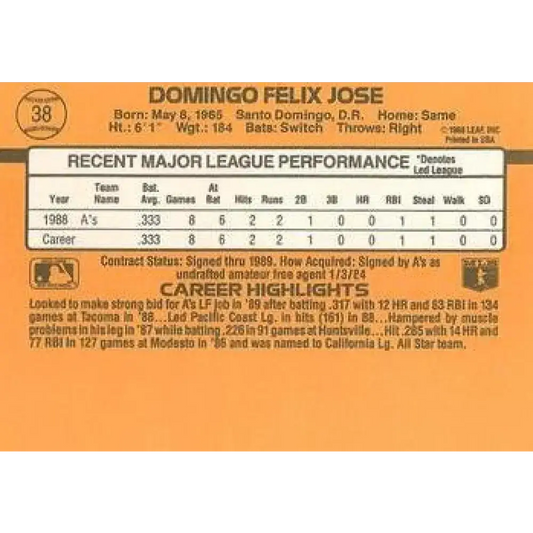 38
DOMINGO FELIX JOSE
Born: May 8, 1965 Santo Domingo, D.R. Home: Same
Ht.: 6'1" Wgt.: 184 Bats: Switch Throws: Right
©1988 LEAF, INC.
Printed in USA
RECENT MAJOR LEAGUE PERFORMANCE *Denotes
Led League
Year Team Name Bat. Avg. Games At Bat Hits Runs 2B 3B HR RBI Steal Walk SO
1988 A's .333 8 6 2 2 1 0 0 1 1 0 0
Career .333 8 6 2 2 1 0 0 1 1 0 0
Contract Status: Signed thru 1989. How Acquired: Signed by A's as
undrafted amateur free agent 1/3/84
CAREER HIGHLIGHTS
Looked to make strong bid for A's LF job in '89 after batting .317 with 12 HR and 83 RBI in 134
games at Tacoma in '88...Led Pacific Coast Lg. in hits (161) in 88...Hampered by muscle
problems in his leg in '87 while batting .226 in 91 games at Huntsville...Hit .285 with 14 HR and
77 RBI in 127 games at Modesto in '86 and was named to California Lg. All Star team.